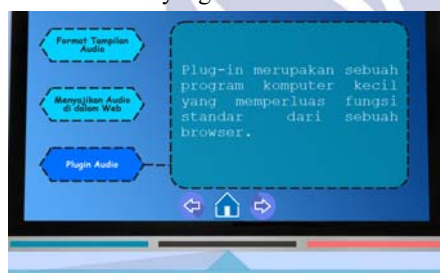 Format Tampilan
Audio
Menyajikan Audio
di dalam Web
Plugin Audio
Plug-in merupakan sebuah
program komputer kecil
yang memperluas fungsi
standar dari sebuah
browser.